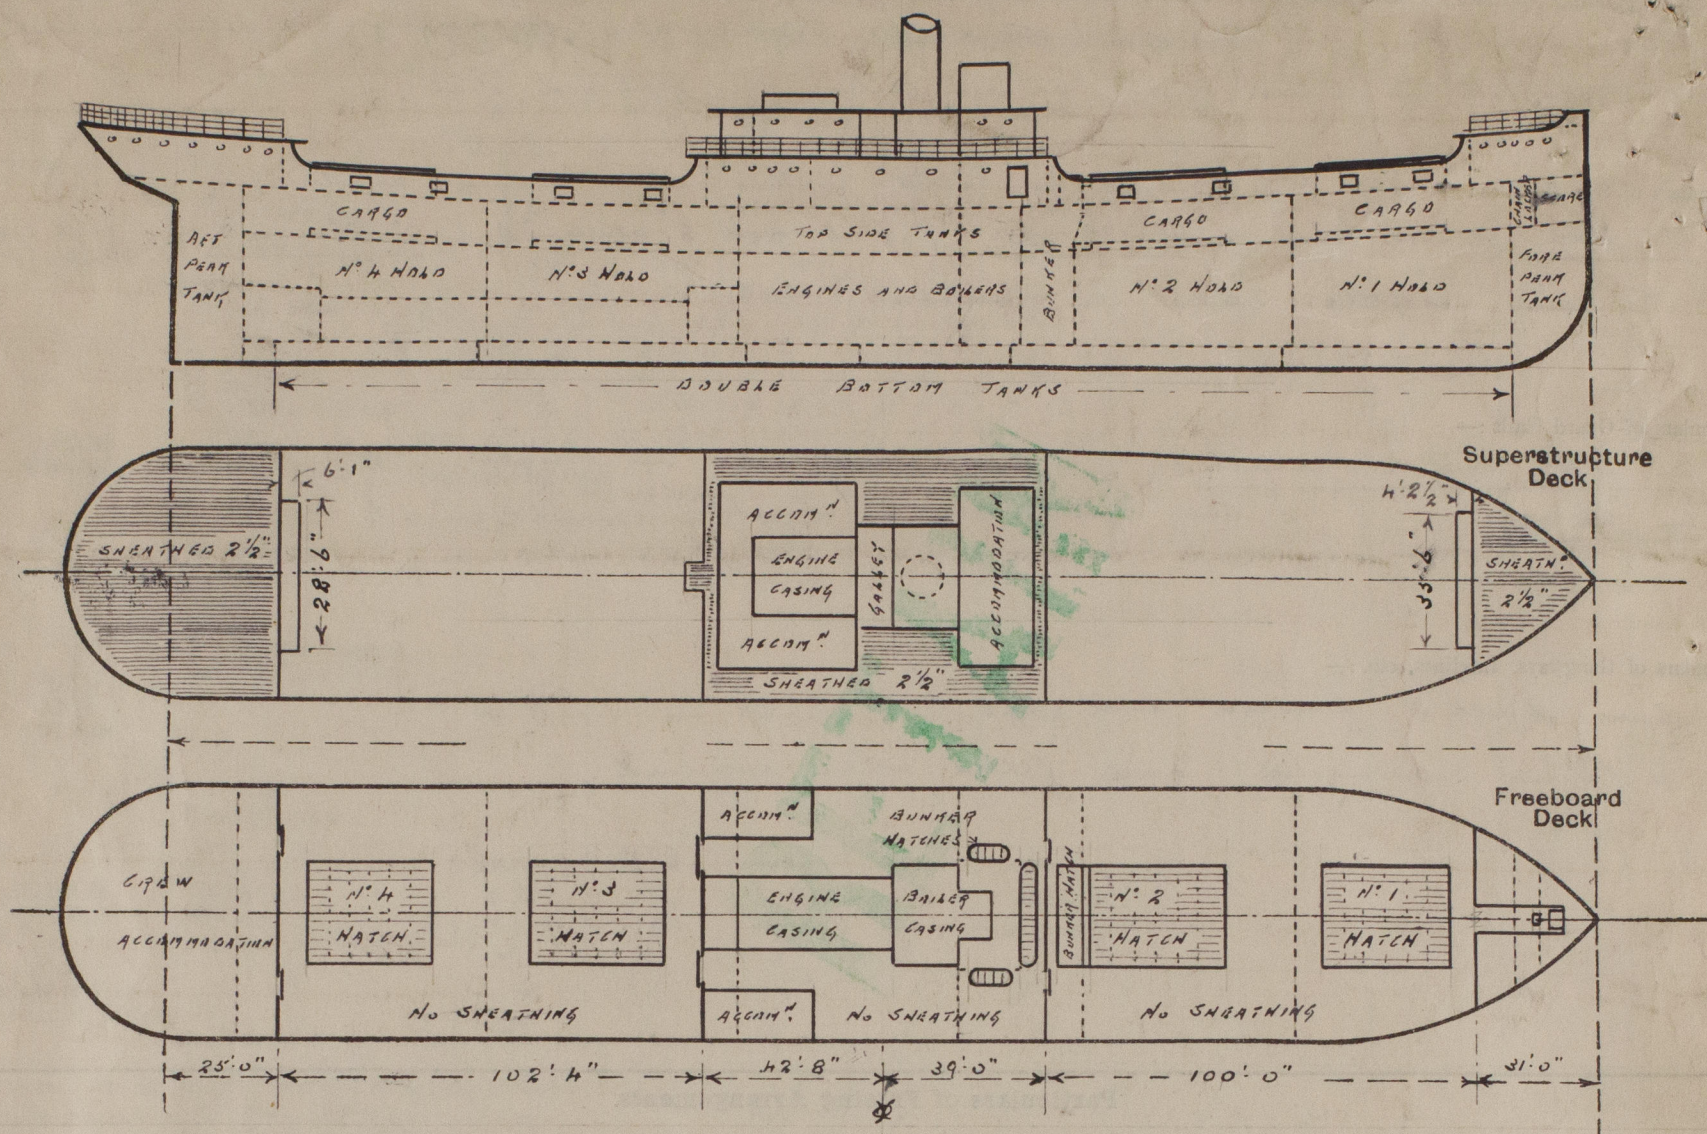 CARGO
TOP SIDE TANKS
CARGO
CARGO
CHAIN LOCKER
STORE
AFT
PEAK
TANK
No 4 HOLD
No 3 HOLD
ENGINES AND BOILERS
BUNKER
No 2 HOLD
No 1 HOLD
FORE
PEAK
TANK
DOUBLE BOTTOM TANKS
Superstructure
Deck
6'·1"
4'·2½"
SHEATHED 2½"
28'·6"
ACCOMN.
ENGINE
CASING
ACCOMN.
GALLEY
ACCOMMODATION
SHEATHED 2½"
SHEATHD.
2½"
Freeboard
Deck
CREW
ACCOMMODATION
No 4
HATCH
No 3
HATCH
ACCOMN.
BUNKER
HATCHES
ENGINE
CASING
BOILER
CASING
BUNKER HATCH
No 2
HATCH
No 1
HATCH
No SHEATHING
ACCOMN.
No SHEATHING
No SHEATHING
25'·0"
102'·4"
42'·8"
39'·0"
100'·0"
31'·0"